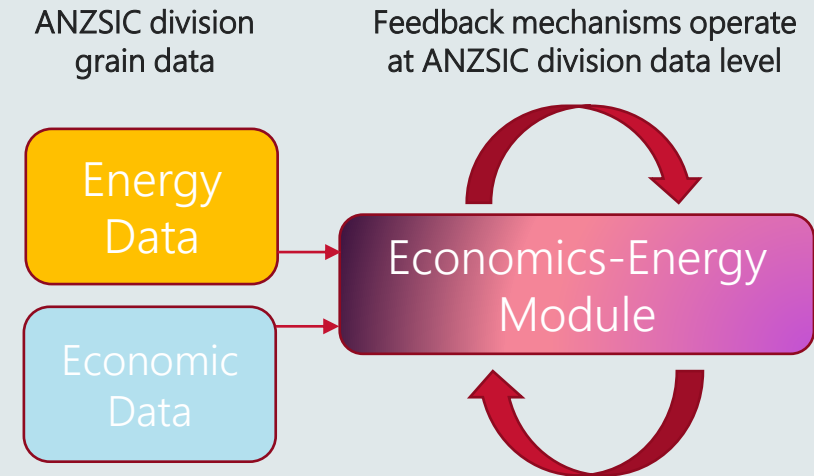 ANZSIC division
grain data
Feedback mechanisms operate
at ANZSIC division data level
Energy
Data
Economics-Energy
Module
Economic
Data